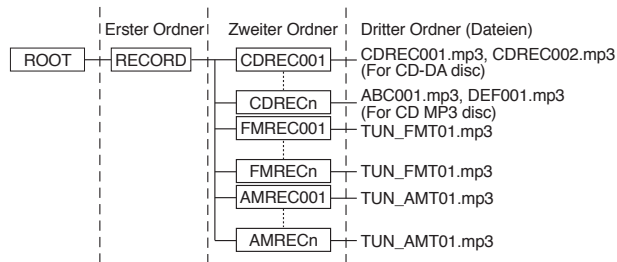 Erster Ordner
Zweiter Ordner
Dritter Ordner (Dateien)
ROOT
RECORD
CDREC001
CDREC001.mp3, CDREC002.mp3
(For CD-DA disc)
CDRECn
ABC001.mp3, DEF001.mp3
(For CD MP3 disc)
FMREC001
TUN_FMT01.mp3
FMRECn
TUN_FMT01.mp3
AMREC001
TUN_AMT01.mp3
AMRECn
TUN_AMT01.mp3